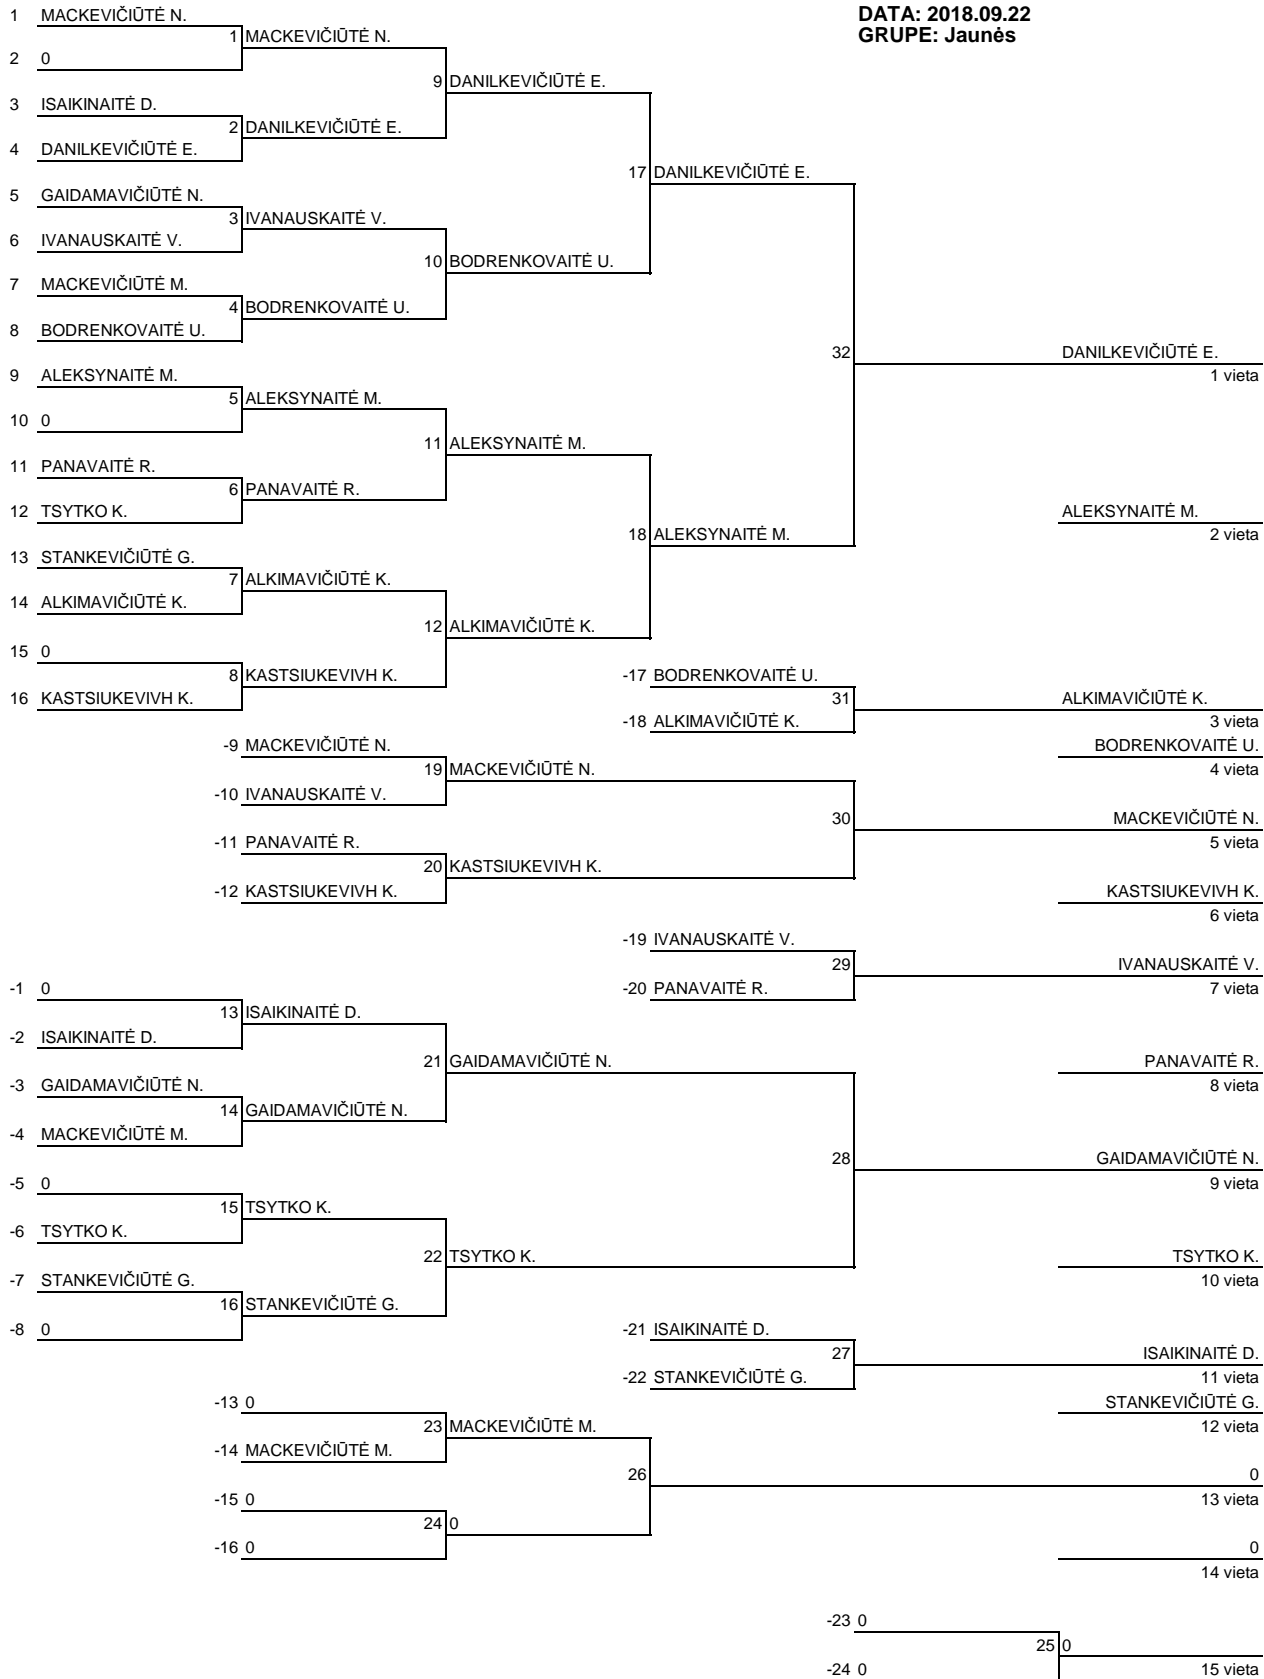 DATA: 2018.09.22
GRUPE: Jaunės
1 MACKEVIČIŪTĖ N.
1 MACKEVIČIŪTĖ N.
2 0
9 DANILKEVIČIŪTĖ E.
3 ISAIKINAITĖ D.
2 DANILKEVIČIŪTĖ E.
4 DANILKEVIČIŪTĖ E.
17 DANILKEVIČIŪTĖ E.
5 GAIDAMAVIČIŪTĖ N.
3 IVANAUSKAITĖ V.
6 IVANAUSKAITĖ V.
10 BODRENKOVAITĖ U.
7 MACKEVIČIŪTĖ M.
4 BODRENKOVAITĖ U.
8 BODRENKOVAITĖ U.
32 DANILKEVIČIŪTĖ E.
1 vieta
9 ALEKSYNAITĖ M.
5 ALEKSYNAITĖ M.
10 0
11 ALEKSYNAITĖ M.
11 PANAVAITĖ R.
6 PANAVAITĖ R.
12 TSYTKO K.
ALEKSYNAITĖ M.
2 vieta
18 ALEKSYNAITĖ M.
13 STANKEVIČIŪTĖ G.
7 ALKIMAVIČIŪTĖ K.
14 ALKIMAVIČIŪTĖ K.
12 ALKIMAVIČIŪTĖ K.
15 0
8 KASTSIUKEVIVH K.
16 KASTSIUKEVIVH K.
-17 BODRENKOVAITĖ U.
31 ALKIMAVIČIŪTĖ K.
-18 ALKIMAVIČIŪTĖ K.
3 vieta
-9 MACKEVIČIŪTĖ N.
BODRENKOVAITĖ U.
19 MACKEVIČIŪTĖ N.
4 vieta
-10 IVANAUSKAITĖ V.
30 MACKEVIČIŪTĖ N.
5 vieta
-11 PANAVAITĖ R.
20 KASTSIUKEVIVH K.
-12 KASTSIUKEVIVH K.
KASTSIUKEVIVH K.
6 vieta
-19 IVANAUSKAITĖ V.
29 IVANAUSKAITĖ V.
-20 PANAVAITĖ R.
7 vieta
-1 0
13 ISAIKINAITĖ D.
-2 ISAIKINAITĖ D.
21 GAIDAMAVIČIŪTĖ N.
PANAVAITĖ R.
8 vieta
-3 GAIDAMAVIČIŪTĖ N.
14 GAIDAMAVIČIŪTĖ N.
-4 MACKEVIČIŪTĖ M.
28 GAIDAMAVIČIŪTĖ N.
9 vieta
-5 0
15 TSYTKO K.
-6 TSYTKO K.
22 TSYTKO K.
TSYTKO K.
10 vieta
-7 STANKEVIČIŪTĖ G.
16 STANKEVIČIŪTĖ G.
-8 0
-21 ISAIKINAITĖ D.
27 ISAIKINAITĖ D.
-22 STANKEVIČIŪTĖ G.
11 vieta
-13 0
STANKEVIČIŪTĖ G.
23 MACKEVIČIŪTĖ M.
12 vieta
-14 MACKEVIČIŪTĖ M.
26 0
13 vieta
-15 0
24 0
-16 0
0
14 vieta
-23 0
25 0
-24 0
15 vieta